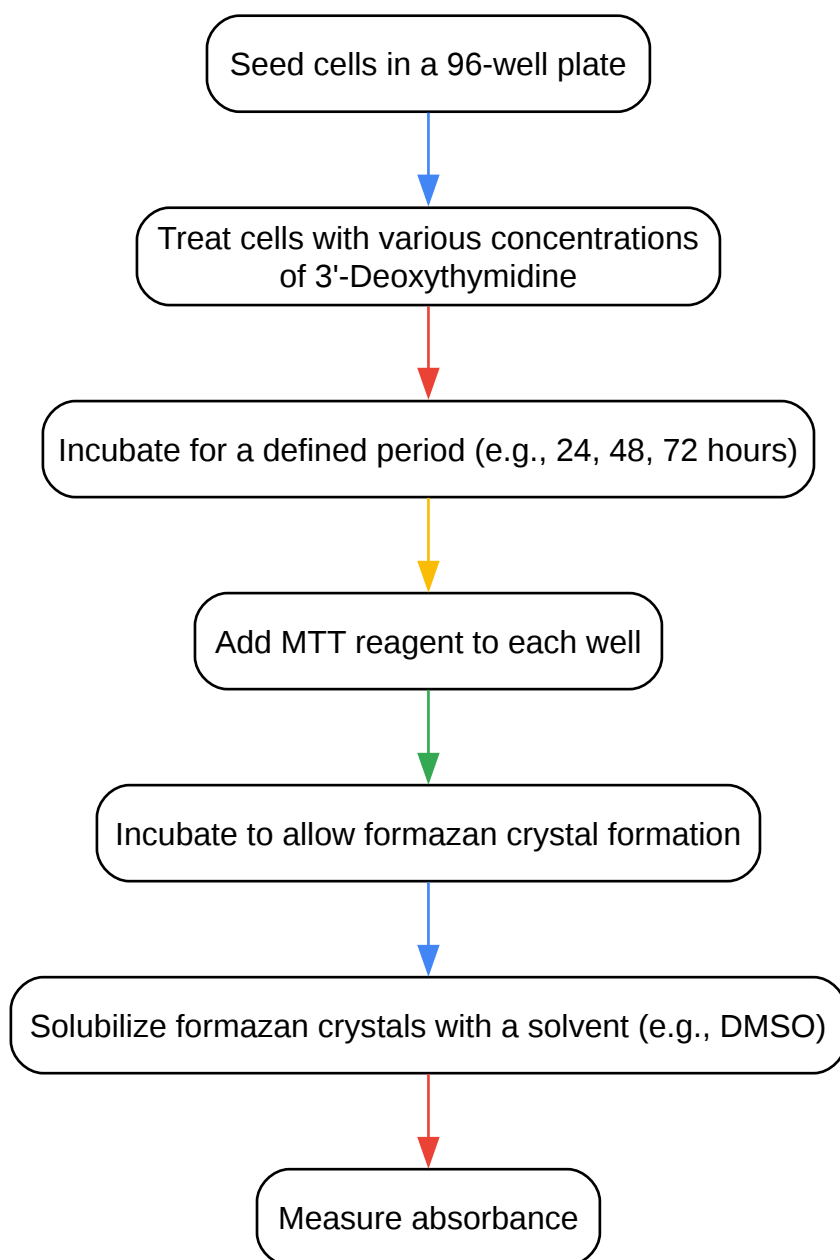 Seed cells in a 96-well plate
Treat cells with various concentrations
of 3'-Deoxythymidine
Incubate for a defined period (e.g., 24, 48, 72 hours)
Add MTT reagent to each well
Incubate to allow formazan crystal formation
Solubilize formazan crystals with a solvent (e.g., DMSO)
Measure absorbance